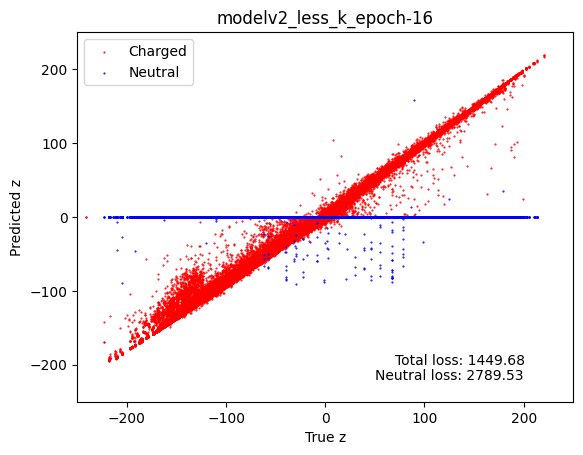 modelv2_less_k_epoch-16
Charged
Neutral
Predicted z
200
100
0
−100
−200
Total loss: 1449.68
Neutral loss: 2789.53
−200
−100
0
100
200
True z